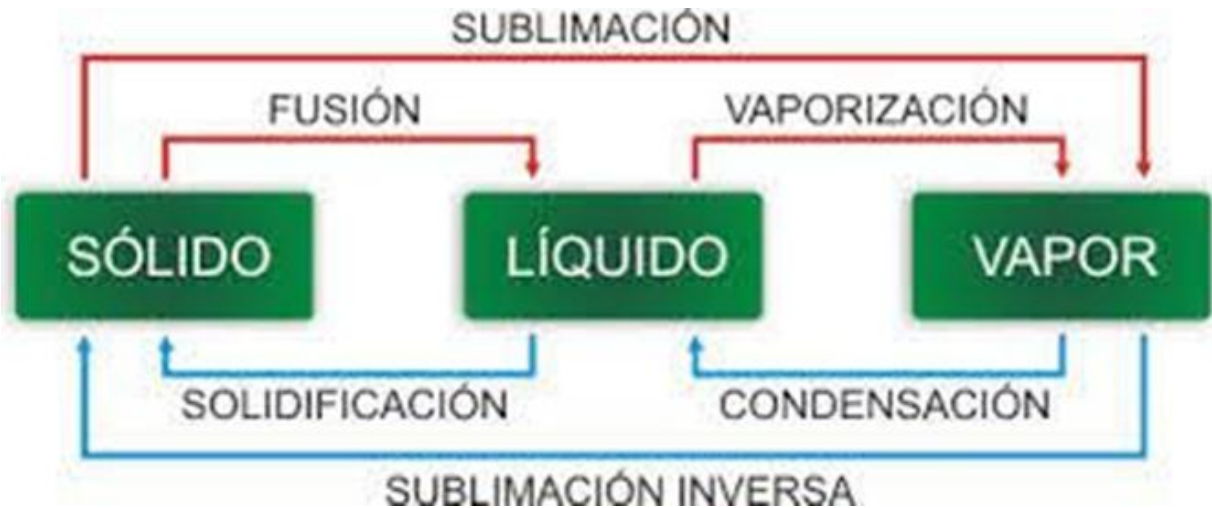 SUBLIMACIÓN
FUSIÓN
VAPORIZACIÓN
SÓLIDO
LÍQUIDO
VAPOR
SOLIDIFICACIÓN
CONDENSACIÓN
SUBLIMACIÓN INVERSA